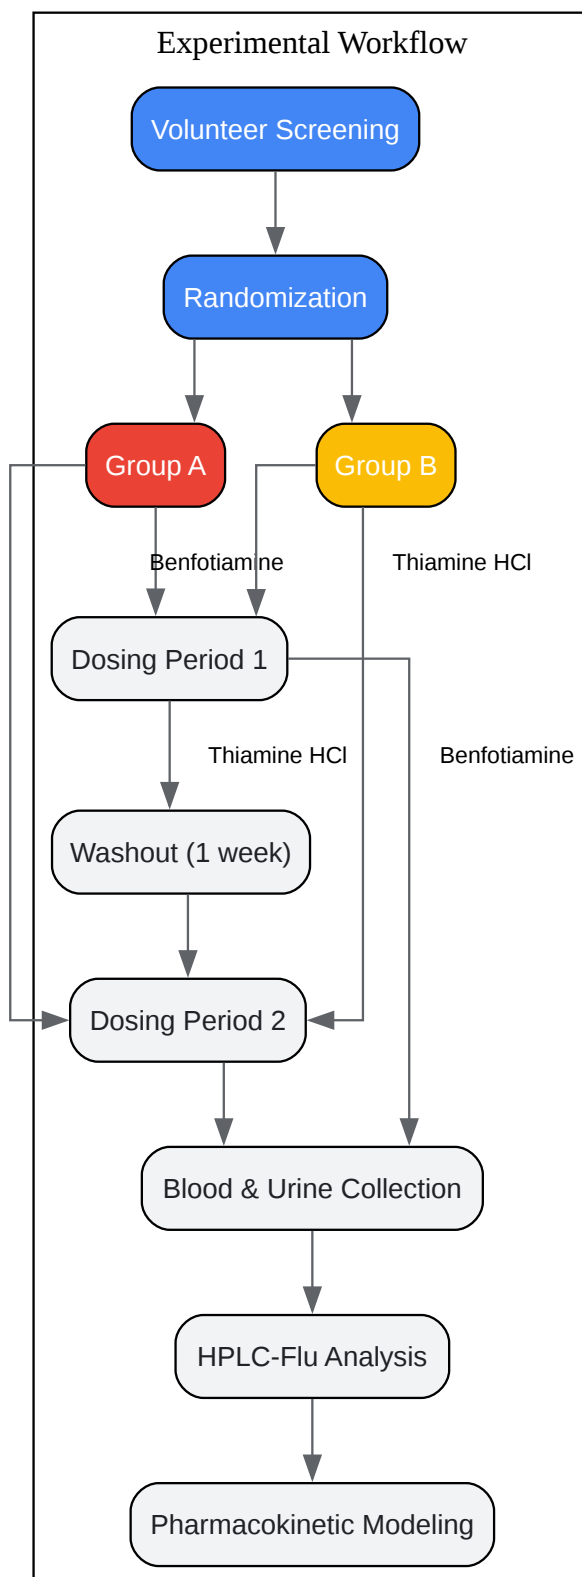 Experimental Workflow
Volunteer Screening
Randomization
Group A
Group B
Benfotiamine
Thiamine HCl
Dosing Period 1
Thiamine HCl
Benfotiamine
Washout (1 week)
Dosing Period 2
Blood & Urine Collection
HPLC-Flu Analysis
Pharmacokinetic Modeling